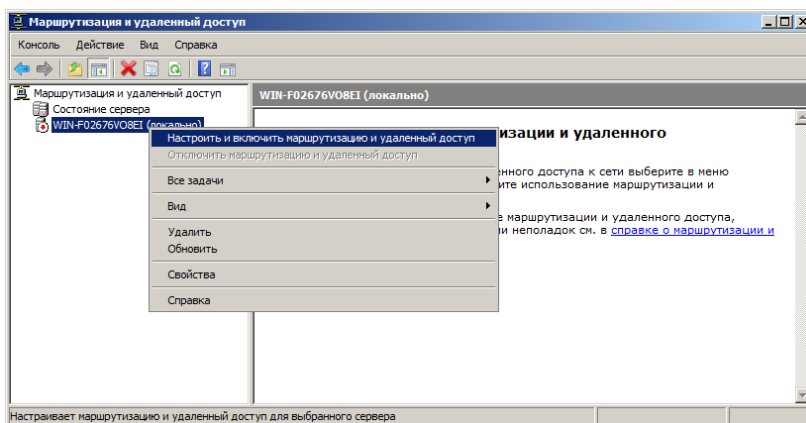 Маршрутизация и удаленный доступ
Консоль Действие Вид Справка
Маршрутизация и удаленный доступ
Состояние сервера
WIN-F02676VO8EI (локально)
WIN-F02676VO8EI (локально)
Настроить и включить маршрутизацию и удаленный доступ
Отключить маршрутизацию и удаленный доступ
Все задачи
Вид
Удалить
Обновить
Свойства
Справка
изации и удаленного
енного доступа к сети выберите в меню
ите использование маршрутизации и
е маршрутизации и удаленного доступа,
и неполадок см. в справке о маршрутизации и
Настраивает маршрутизацию и удаленный доступ для выбранного сервера